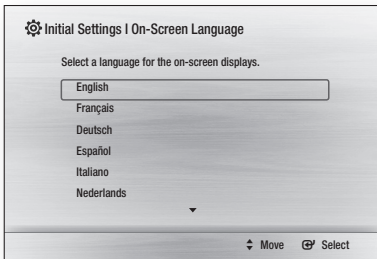 Initial Settings I On-Screen Language
Select a language for the on-screen displays.
English
Français
Deutsch
Español
Italiano
Nederlands
Move Select